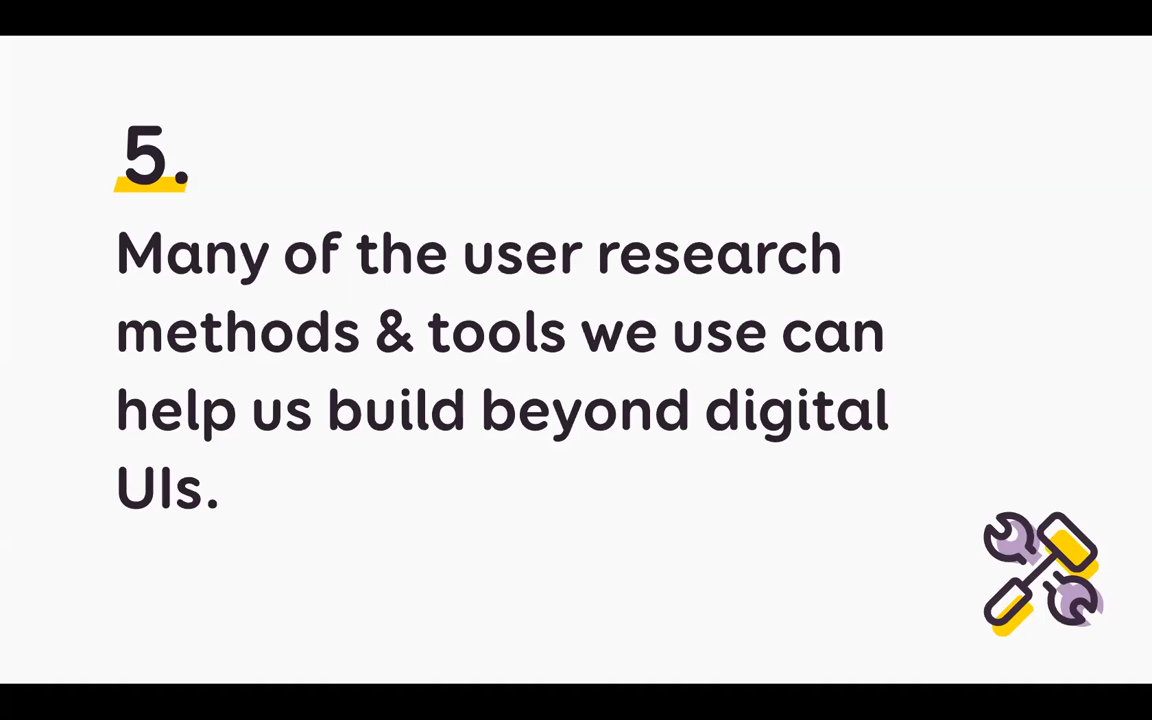 5.
Many of the user research
methods & tools we use can
help us build beyond digital
UIs.